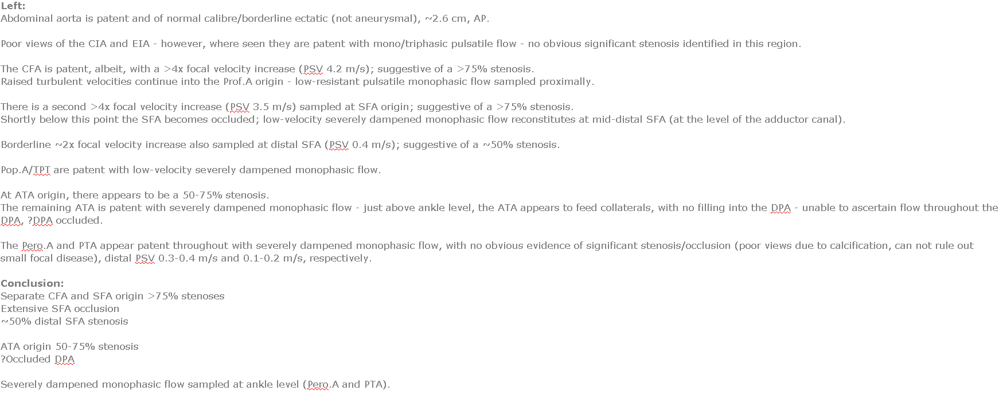 Left:
Abdominal aorta is patent and of normal calibre/borderline ectatic (not aneurysmal), ~2.6 cm, AP.
Poor views of the CIA and EIA - however, where seen they are patent with mono/triphasic pulsatile flow - no obvious significant stenosis identified in this region.
The CFA is patent, albeit, with a >4x focal velocity increase (PSV 4.2 m/s); suggestive of a >75% stenosis.
Raised turbulent velocities continue into the Prof.A origin - low-resistant pulsatile monophasic flow sampled proximally.
There is a second >4x focal velocity increase (PSV 3.5 m/s) sampled at SFA origin; suggestive of a >75% stenosis.
Shortly below this point the SFA becomes occluded; low-velocity severely dampened monophasic flow reconstitutes at mid-distal SFA (at the level of the adductor canal).
Borderline ~2x focal velocity increase also sampled at distal SFA (PSV 0.4 m/s); suggestive of a ~50% stenosis.
Pop.A/TPT are patent with low-velocity severely dampened monophasic flow.
At ATA origin, there appears to be a 50-75% stenosis.
The remaining ATA is patent with severely dampened monophasic flow - just above ankle level, the ATA appears to feed collaterals, with no filling into the DPA - unable to ascertain flow throughout the
DPA, ?DPA occluded.
The Pero.A and PTA appear patent throughout with severely dampened monophasic flow, with no obvious evidence of significant stenosis/occlusion (poor views due to calcification, can not rule out
small focal disease), distal PSV 0.3-0.4 m/s and 0.1-0.2 m/s, respectively.
Conclusion:
Separate CFA and SFA origin >75% stenoses
Extensive SFA occlusion
~50% distal SFA stenosis
ATA origin 50-75% stenosis
?Occluded DPA
Severely dampened monophasic flow sampled at ankle level (Pero.A and PTA).